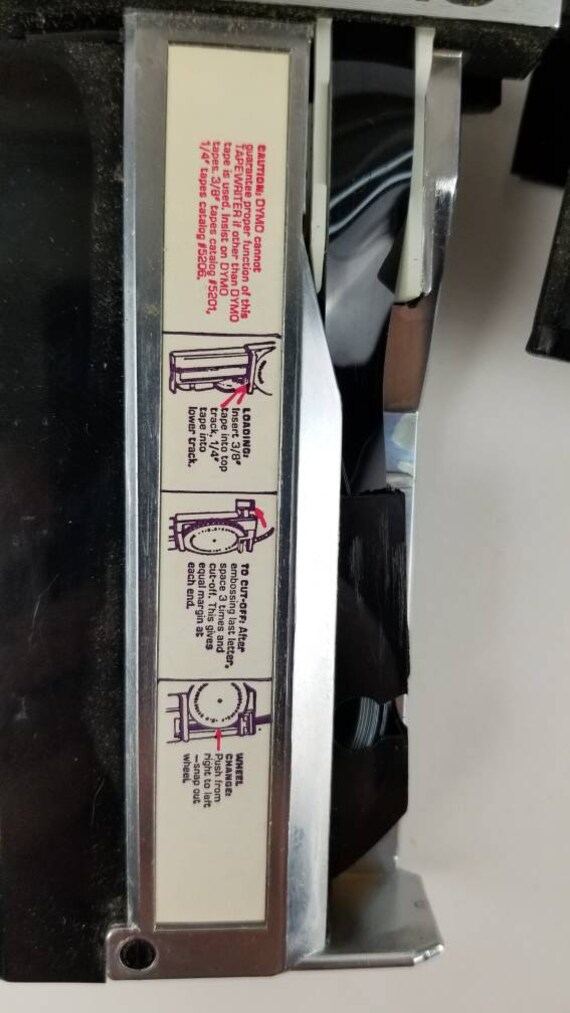 CAUTION: DYMO cannot
guarantee proper function of this
TAPEWRITER if other than DYMO
tape is used. Insist on DYMO
tapes. 3/8" tapes catalog #5201,
1/4" tapes catalog #5206.
LOADING:
Insert 3/8"
tape into top
track, 1/4"
tape into
lower track.
TO CUT-OFF: After
embossing last letter,
space 3 times and
cut-off. This gives
equal margin at
each end.
WHEEL
CHANGE:
Push from
right to left
—snap out
wheel